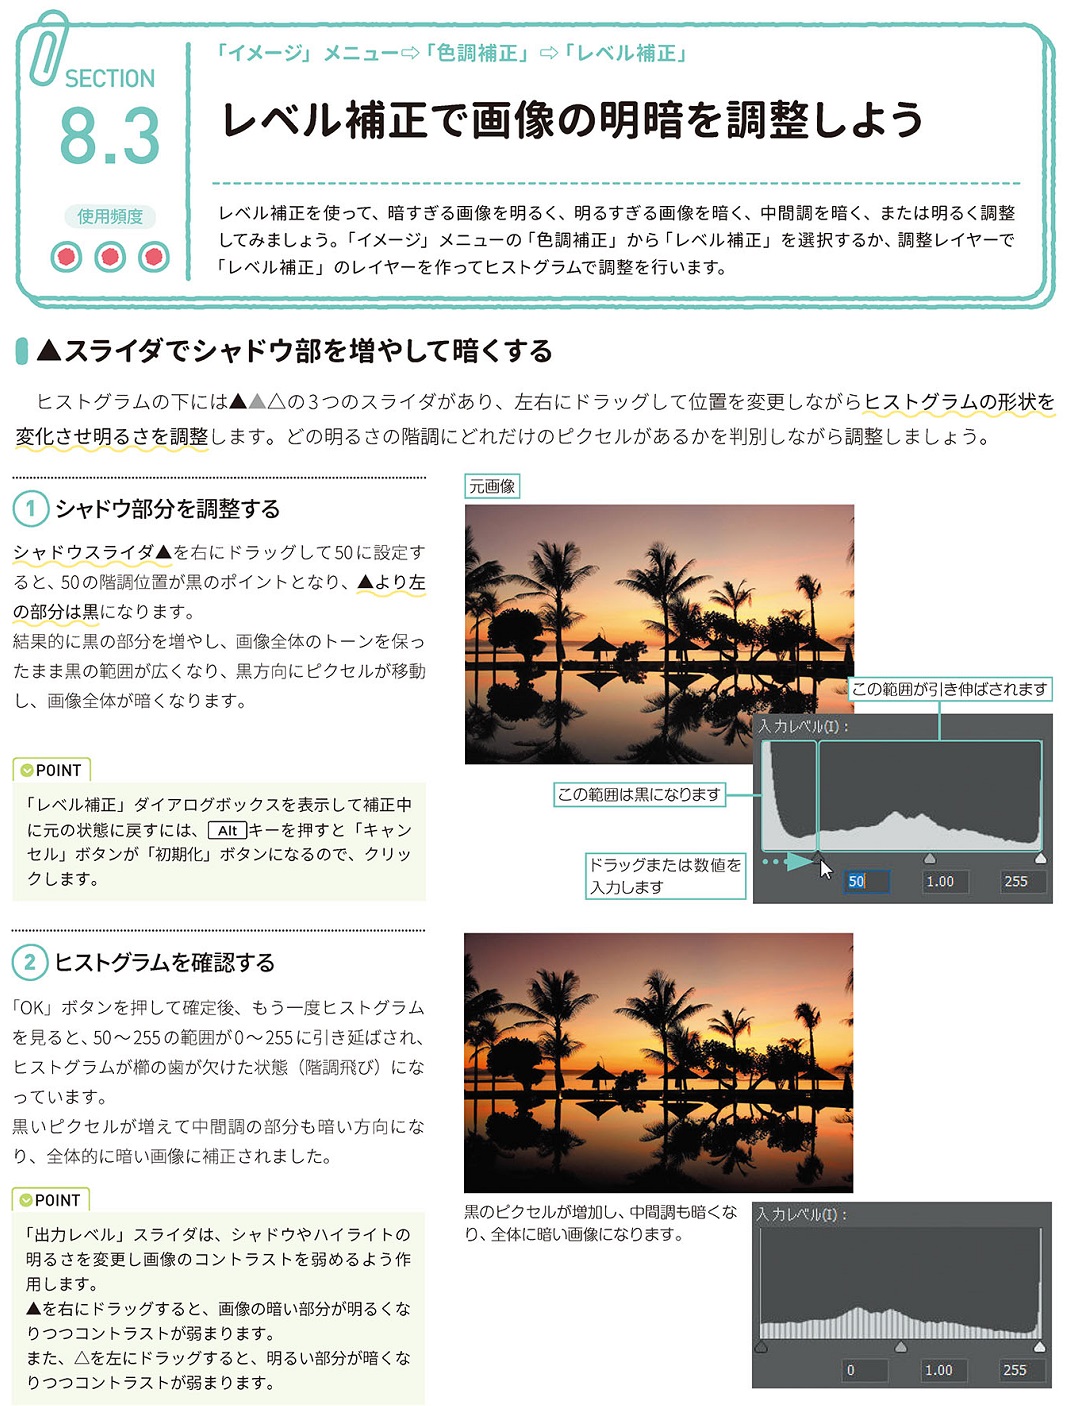 「イメージ」メニュー⇨「色調補正」⇨「レベル補正」
SECTION
8.3
使用頻度
レベル補正で画像の明暗を調整しよう
レベル補正を使って、暗すぎる画像を明るく、明るすぎる画像を暗く、中間調を暗く、または明るく調整
してみましょう。「イメージ」メニューの「色調補正」から「レベル補正」を選択するか、調整レイヤーで
「レベル補正」のレイヤーを作ってヒストグラムで調整を行います。
▲スライダでシャドウ部を増やして暗くする
ヒストグラムの下には▲▲△の3つのスライダがあり、左右にドラッグして位置を変更しながらヒストグラムの形状を
変化させ明るさを調整します。どの明るさの階調にどれだけのピクセルがあるかを判別しながら調整しましょう。
1 シャドウ部分を調整する
シャドウスライダ▲を右にドラッグして50に設定す
ると、50の階調位置が黒のポイントとなり、▲より左
の部分は黒になります。
結果的に黒の部分を増やし、画像全体のトーンを保っ
たまま黒の範囲が広くなり、黒方向にピクセルが移動
し、画像全体が暗くなります。
POINT
「レベル補正」ダイアログボックスを表示して補正中
に元の状態に戻すには、Altキーを押すと「キャン
セル」ボタンが「初期化」ボタンになるので、クリッ
クします。
元画像
この範囲が引き伸ばされます
入力レベル(I)：
この範囲は黒になります
ドラッグまたは数値を
入力します
50 1.00 255
2 ヒストグラムを確認する
「OK」ボタンを押して確定後、もう一度ヒストグラム
を見ると、50～255の範囲が0～255に引き延ばされ、
ヒストグラムが櫛の歯が欠けた状態（階調飛び）にな
っています。
黒いピクセルが増えて中間調の部分も暗い方向にな
り、全体的に暗い画像に補正されました。
POINT
「出力レベル」スライダは、シャドウやハイライトの
明るさを変更し画像のコントラストを弱めるよう作
用します。
▲を右にドラッグすると、画像の暗い部分が明るくな
りつつコントラストが弱まります。
また、△を左にドラッグすると、明るい部分が暗くな
りつつコントラストが弱まります。
黒のピクセルが増加し、中間調も暗くな
り、全体に暗い画像になります。
入力レベル(I)：
0 1.00 255